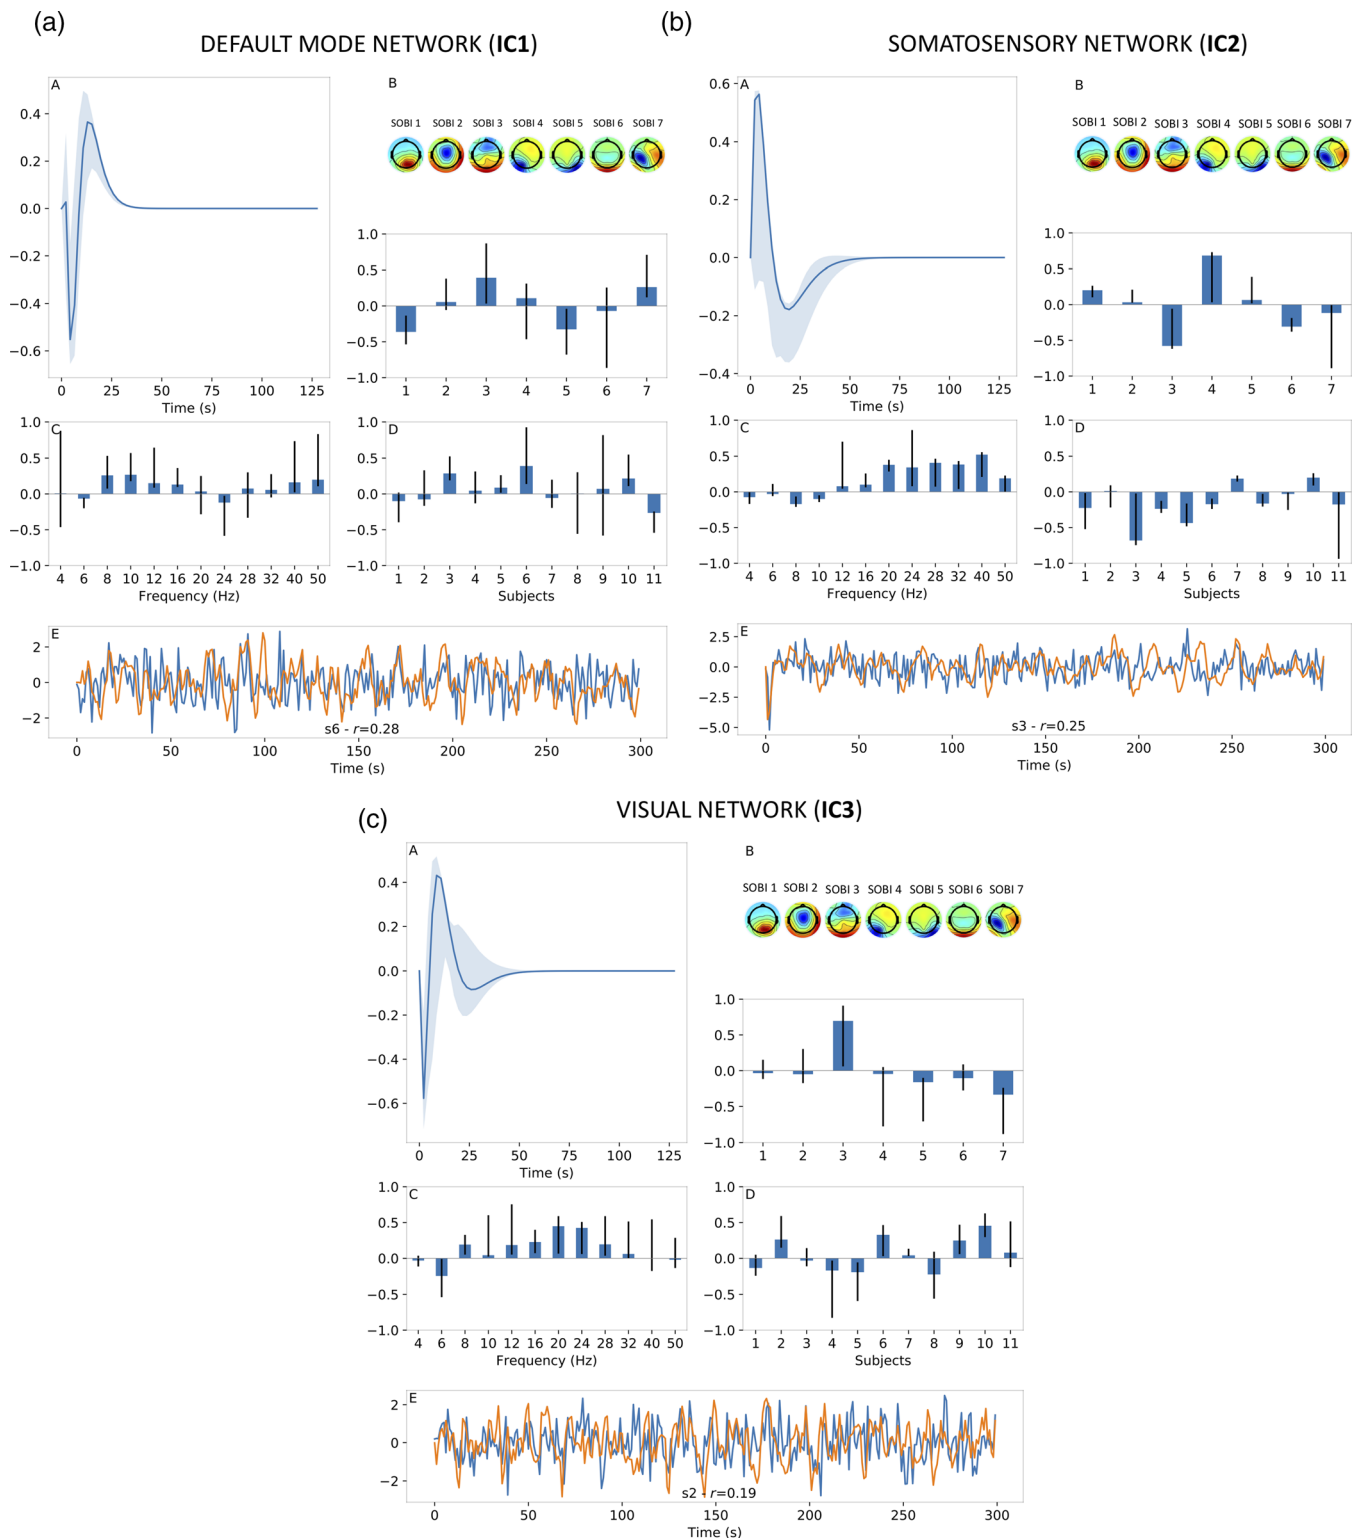 (a)
DEFAULT MODE NETWORK (IC1)
A
0.4
0.2
0.0
−0.2
−0.4
−0.6
0 25 50 75 100 125
Time (s)
B
SOBI 1 SOBI 2 SOBI 3 SOBI 4 SOBI 5 SOBI 6 SOBI 7
1.0
0.5
0.0
−0.5
−1.0
1 2 3 4 5 6 7
C
1.0
0.5
0.0
−0.5
−1.0
4 6 8 10 12 16 20 24 28 32 40 50
Frequency (Hz)
D
1.0
0.5
0.0
−0.5
−1.0
1 2 3 4 5 6 7 8 9 10 11
Subjects
E
2
0
−2
s6 - r=0.28
0 50 100 150 200 250 300
Time (s)
(b)
SOMATOSENSORY NETWORK (IC2)
A
0.6
0.4
0.2
0.0
−0.2
−0.4
0 25 50 75 100 125
Time (s)
B
SOBI 1 SOBI 2 SOBI 3 SOBI 4 SOBI 5 SOBI 6 SOBI 7
1.0
0.5
0.0
−0.5
−1.0
1 2 3 4 5 6 7
C
1.0
0.5
0.0
−0.5
−1.0
4 6 8 10 12 16 20 24 28 32 40 50
Frequency (Hz)
D
1.0
0.5
0.0
−0.5
−1.0
1 2 3 4 5 6 7 8 9 10 11
Subjects
E
2.5
0.0
−2.5
−5.0
s3 - r=0.25
0 50 100 150 200 250 300
Time (s)
(c)
VISUAL NETWORK (IC3)
A
0.4
0.2
0.0
−0.2
−0.4
−0.6
0 25 50 75 100 125
Time (s)
B
SOBI 1 SOBI 2 SOBI 3 SOBI 4 SOBI 5 SOBI 6 SOBI 7
1.0
0.5
0.0
−0.5
−1.0
1 2 3 4 5 6 7
C
1.0
0.5
0.0
−0.5
−1.0
4 6 8 10 12 16 20 24 28 32 40 50
Frequency (Hz)
D
1.0
0.5
0.0
−0.5
−1.0
1 2 3 4 5 6 7 8 9 10 11
Subjects
E
2
0
−2
s2 - r=0.19
0 50 100 150 200 250 300
Time (s)